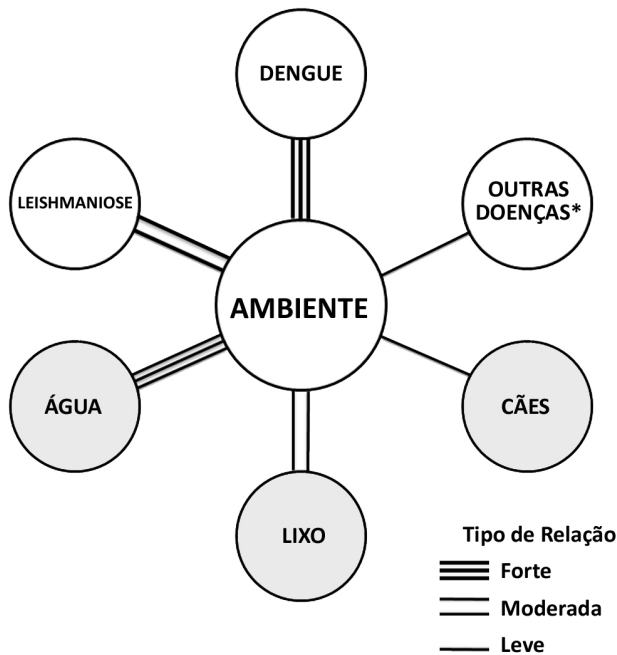 DENGUE
LEISHMANIOSE
OUTRAS
DOENÇAS*
AMBIENTE
ÁGUA
CÃES
LIXO
Tipo de Relação
Forte
Moderada
Leve